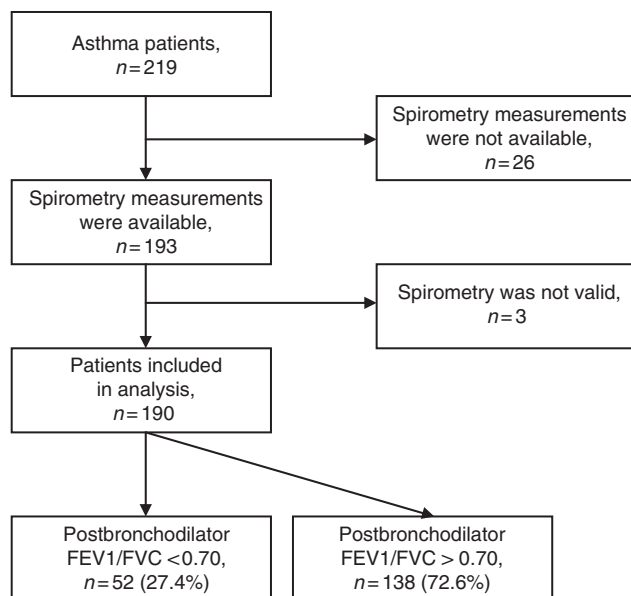 Asthma patients,
n=219
Spirometry measurements
were not available,
n=26
Spirometry measurements
were available,
n=193
Spirometry was not valid,
n=3
Patients included
in analysis,
n=190
Postbronchodilator
FEV1/FVC <0.70,
n=52 (27.4%)
Postbronchodilator
FEV1/FVC > 0.70,
n=138 (72.6%)